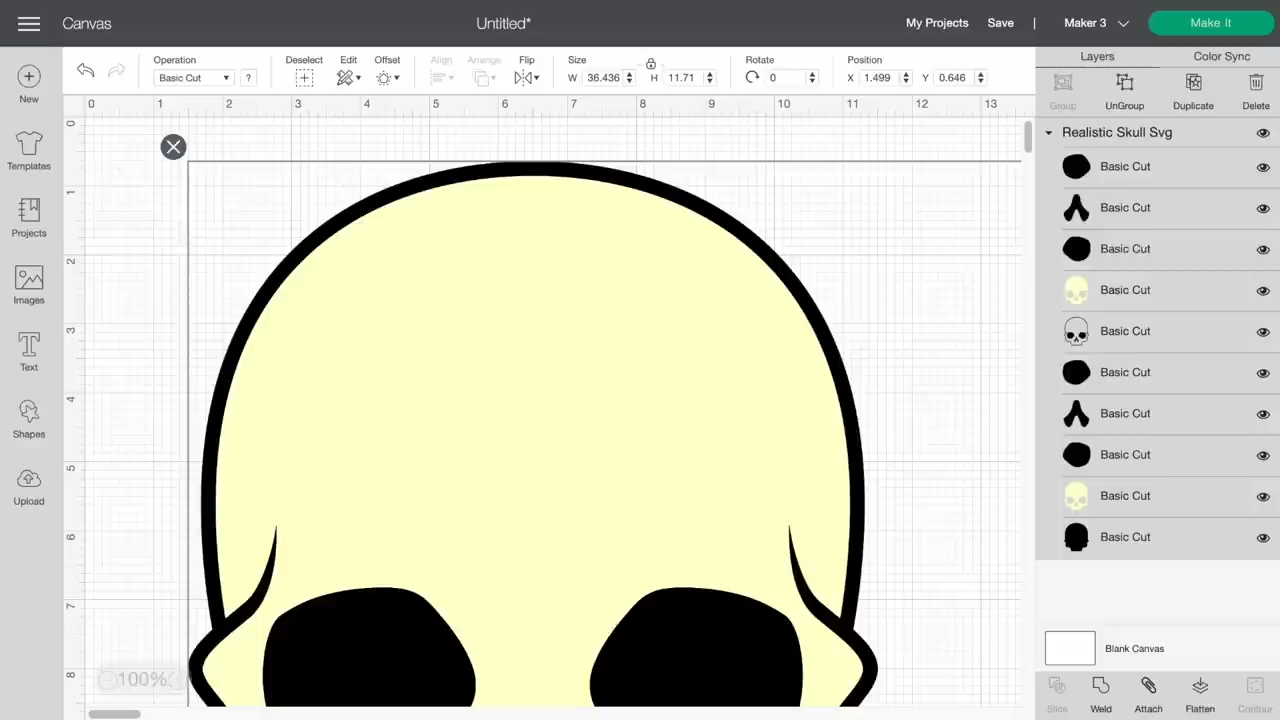 Canvas
Untitled*
My Projects Save | Maker 3 Make It
Operation
Basic Cut ?
Deselect
Edit
Offset
Align
Arrange
Flip
Size
W 36.436 H 11.71
Rotate
0
Position
X 1.499 Y 0.646
Layers Color Sync
Group UnGroup Duplicate Delete
0 1 2 3 4 5 6 7 8 9 10 11 12 13
0
1
2
3
4
5
6
7
8
New
Templates
Projects
Images
Text
Shapes
Upload
100%
Realistic Skull Svg
Basic Cut
Basic Cut
Basic Cut
Basic Cut
Basic Cut
Basic Cut
Basic Cut
Basic Cut
Basic Cut
Basic Cut
Blank Canvas
Slice Weld Attach Flatten Contour